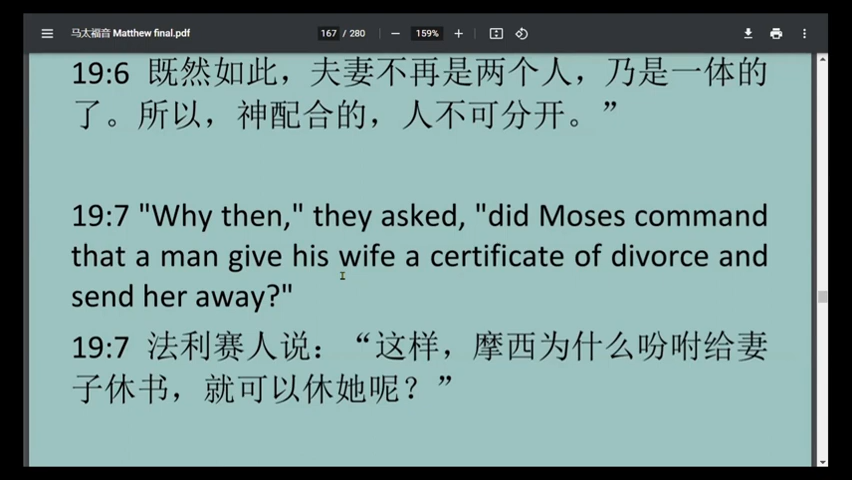 马太福音 Matthew final.pdf 167 / 280 159%
19:6 既然如此，夫妻不再是两个人，乃是一体的
了。所以，神配合的，人不可分开。”
19:7 "Why then," they asked, "did Moses command
that a man give his wife a certificate of divorce and
send her away?"
19:7 法利赛人说：“这样，摩西为什么吩咐给妻
子休书，就可以休她呢？”